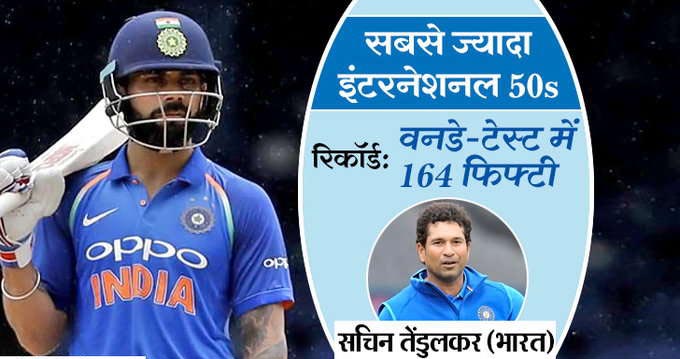 सबसे ज्यादा
इंटरनेशनल 50s
रिकॉर्ड: वनडे-टेस्ट में
164 फिफ्टी
oppo
INDIA
सचिन तेंडुलकर (भारत)